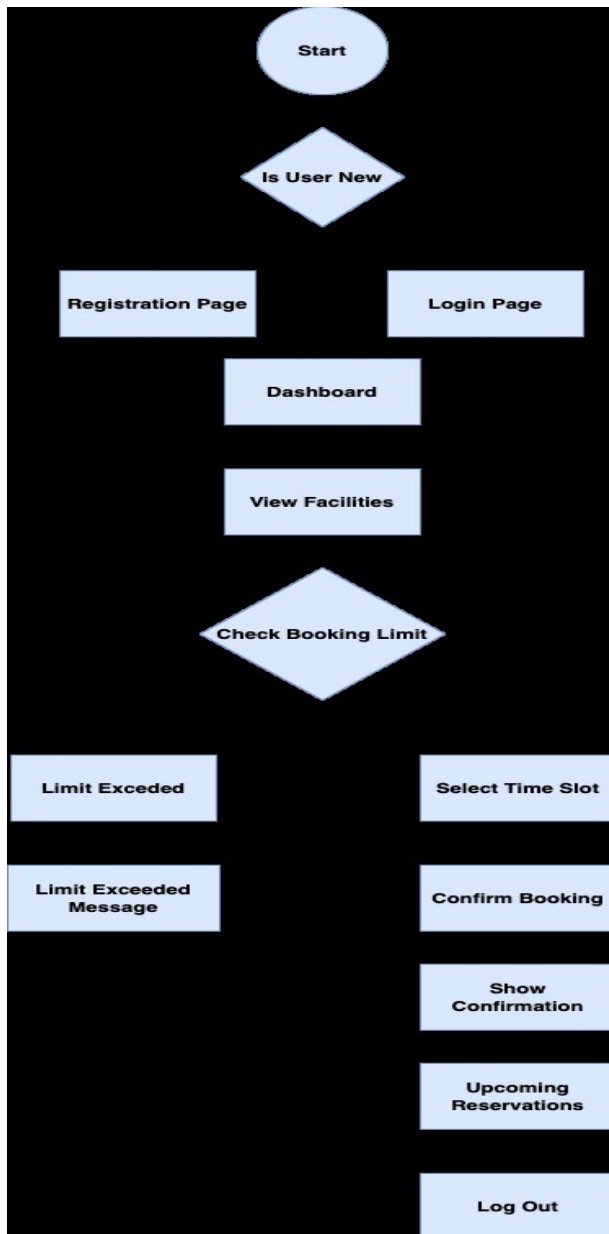 Start
Is User New
Registration Page
Login Page
Dashboard
View Facilities
Check Booking Limit
Limit Exceded
Select Time Slot
Limit Exceeded
Message
Confirm Booking
Show
Confirmation
Upcoming
Reservations
Log Out